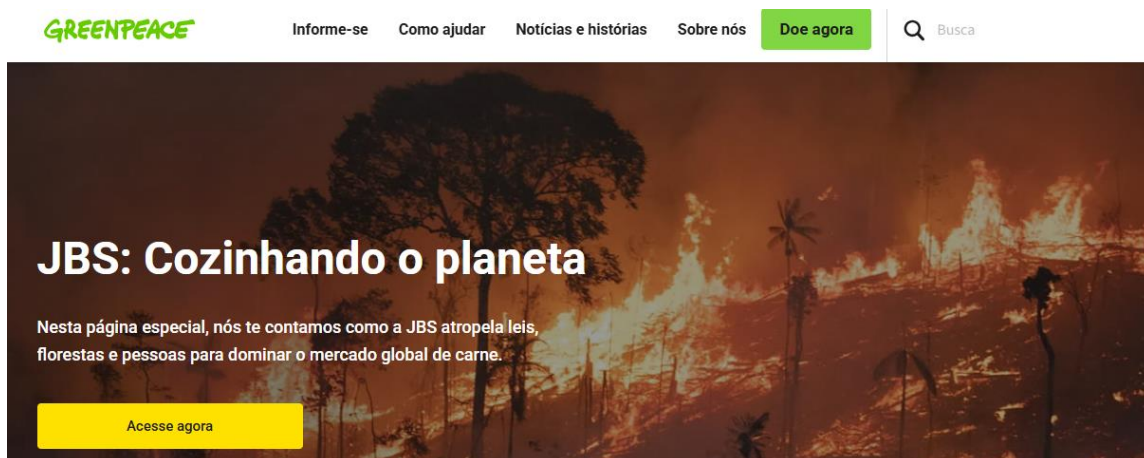 GREENPEACE
Informe-se
Como ajudar
Notícias e histórias
Sobre nós
Doe agora
Busca
JBS: Cozinhando o planeta
Nesta página especial, nós te contamos como a JBS atropela leis,
florestas e pessoas para dominar o mercado global de carne.
Acesse agora